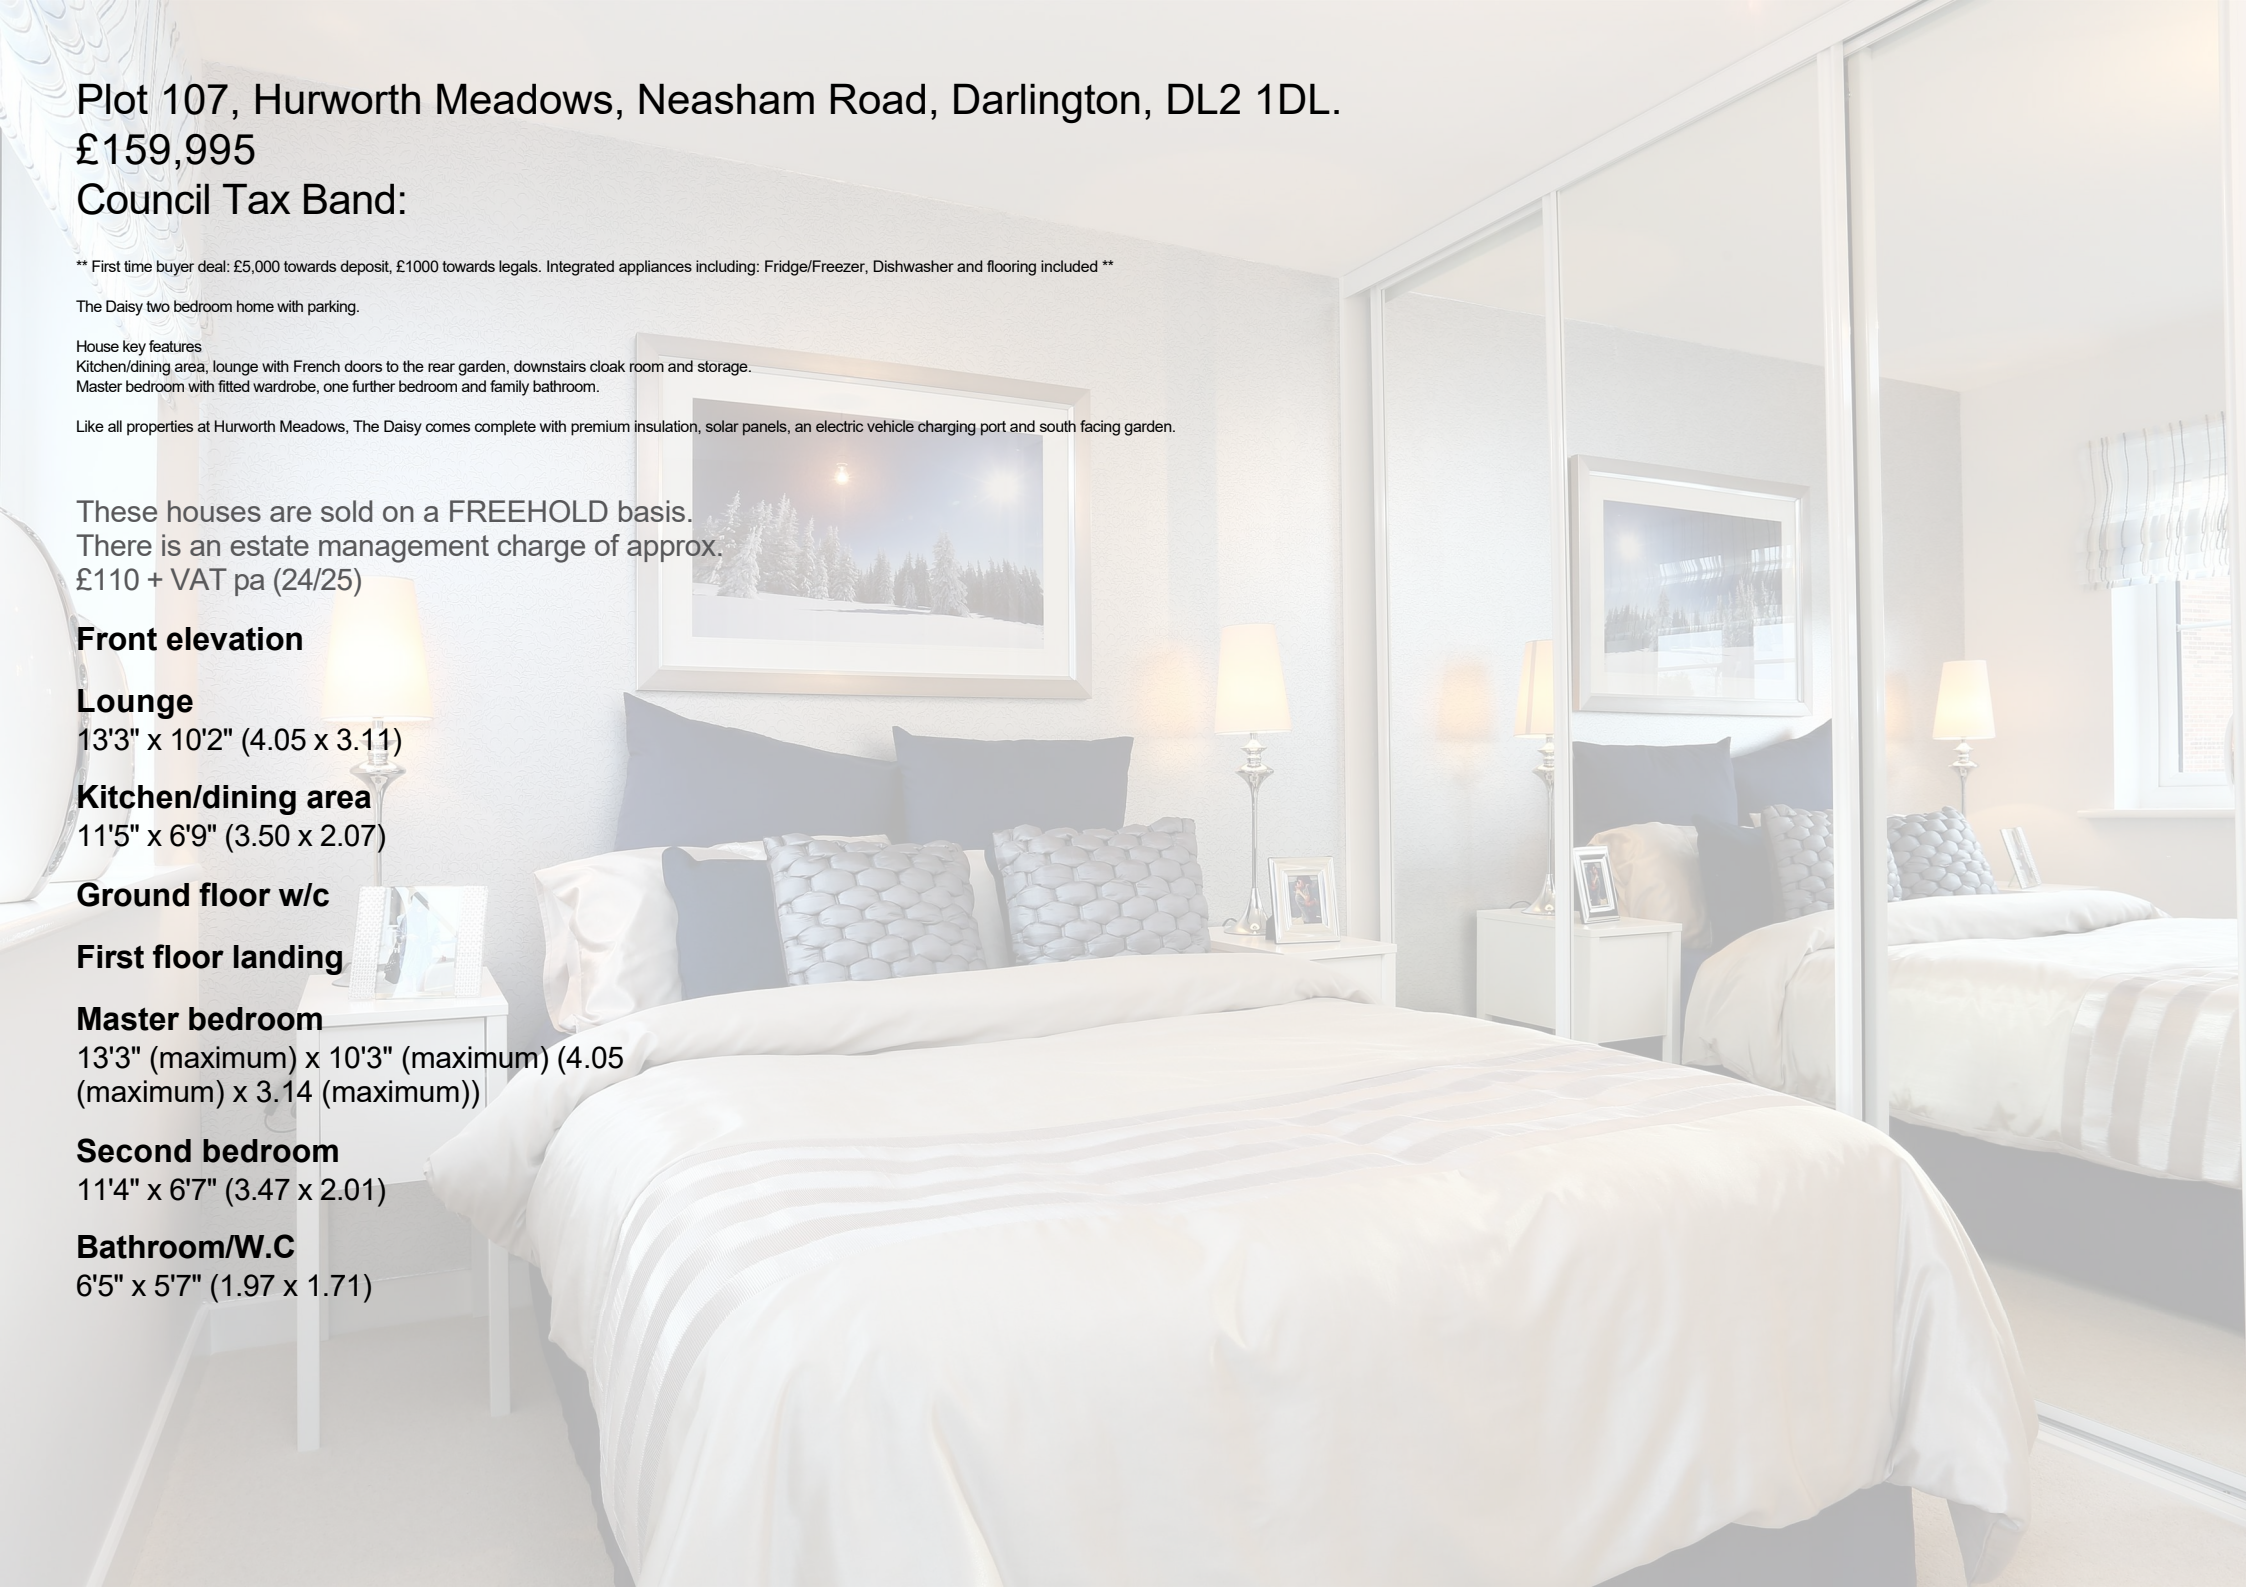 Plot 107, Hurworth Meadows, Neasham Road, Darlington, DL2 1DL.
£159,995
Council Tax Band:
** First time buyer deal: £5,000 towards deposit, £1000 towards legals. Integrated appliances including: Fridge/Freezer, Dishwasher and flooring included **
The Daisy two bedroom home with parking.
House key features
Kitchen/dining area, lounge with French doors to the rear garden, downstairs cloak room and storage.
Master bedroom with fitted wardrobe, one further bedroom and family bathroom.
Like all properties at Hurworth Meadows, The Daisy comes complete with premium insulation, solar panels, an electric vehicle charging port and south facing garden.
These houses are sold on a FREEHOLD basis.
There is an estate management charge of approx.
£110 + VAT pa (24/25)
Front elevation
Lounge
13'3" x 10'2" (4.05 x 3.11)
Kitchen/dining area
11'5" x 6'9" (3.50 x 2.07)
Ground floor w/c
First floor landing
Master bedroom
13'3" (maximum) x 10'3" (maximum) (4.05
(maximum) x 3.14 (maximum))
Second bedroom
11'4" x 6'7" (3.47 x 2.01)
Bathroom/W.C
6'5" x 5'7" (1.97 x 1.71)